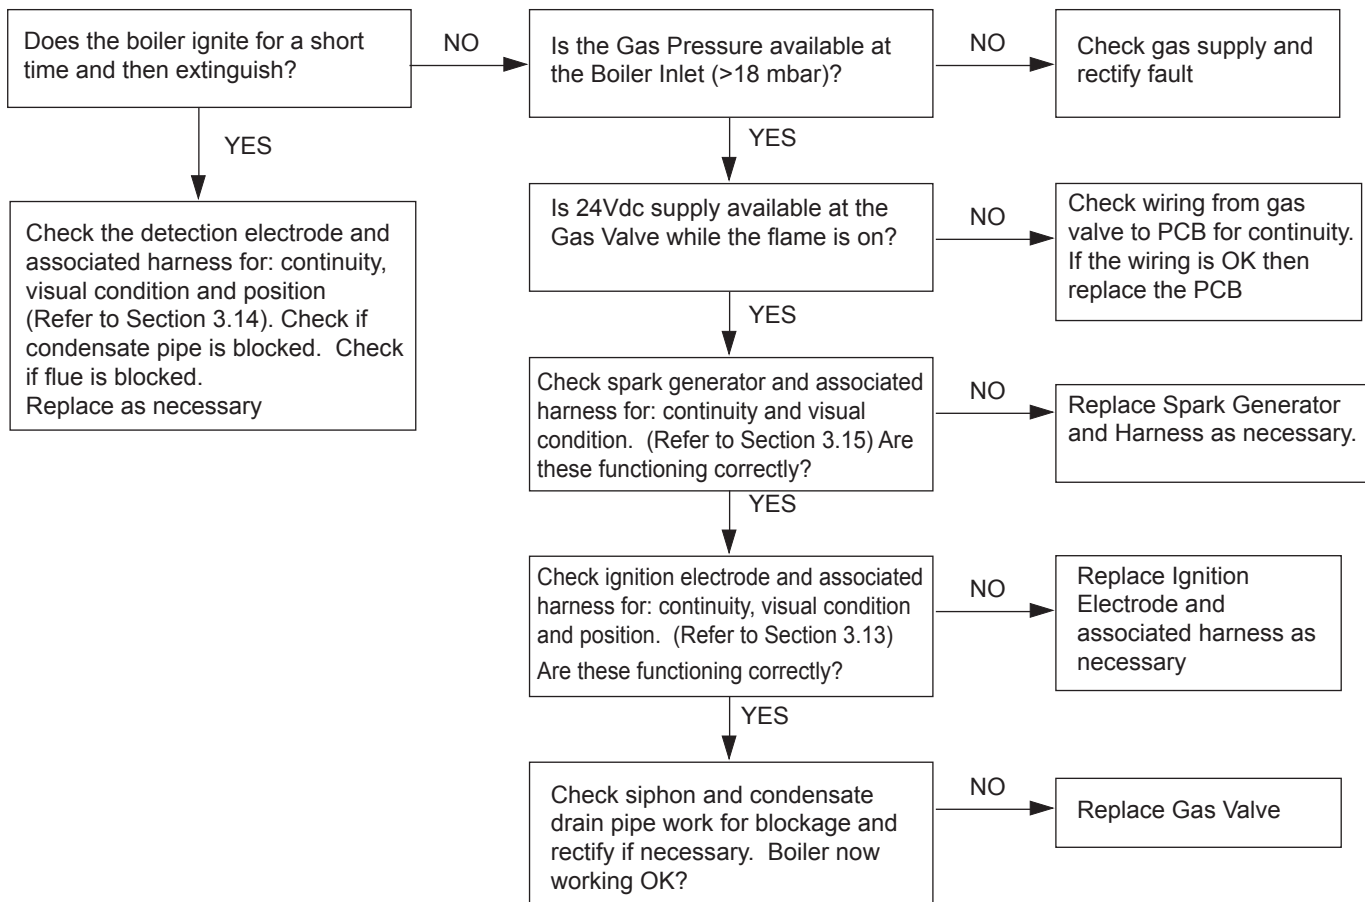 Does the boiler ignite for a short
time and then extinguish?
NO
Is the Gas Pressure available at
the Boiler Inlet (>18 mbar)?
NO
Check gas supply and
rectify fault
YES
YES
Check the detection electrode and
associated harness for: continuity,
visual condition and position
(Refer to Section 3.14). Check if
condensate pipe is blocked.  Check
if flue is blocked.
Replace as necessary
Is 24Vdc supply available at the
Gas Valve while the flame is on?
NO
Check wiring from gas
valve to PCB for continuity.
If the wiring is OK then
replace the PCB
YES
Check spark generator and associated
harness for: continuity and visual
condition.  (Refer to Section 3.15) Are
these functioning correctly?
NO
Replace Spark Generator
and Harness as necessary.
YES
Check ignition electrode and associated
harness for: continuity, visual condition
and position.  (Refer to Section 3.13)
Are these functioning correctly?
NO
Replace Ignition
Electrode and
associated harness as
necessary
YES
Check siphon and condensate
drain pipe work for blockage and
rectify if necessary.  Boiler now
working OK?
NO
Replace Gas Valve